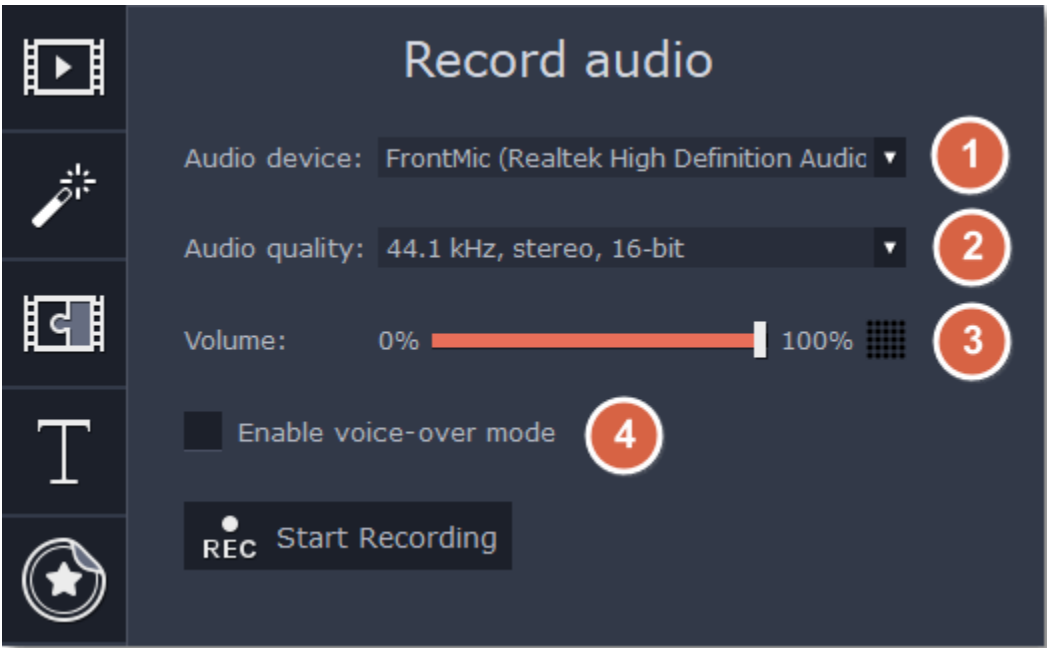 Record audio
Audio device: FrontMic (Realtek High Definition Audic 1
Audio quality: 44.1 kHz, stereo, 16-bit 2
Volume: 0% 100% 3
Enable voice-over mode 4
REC Start Recording
T